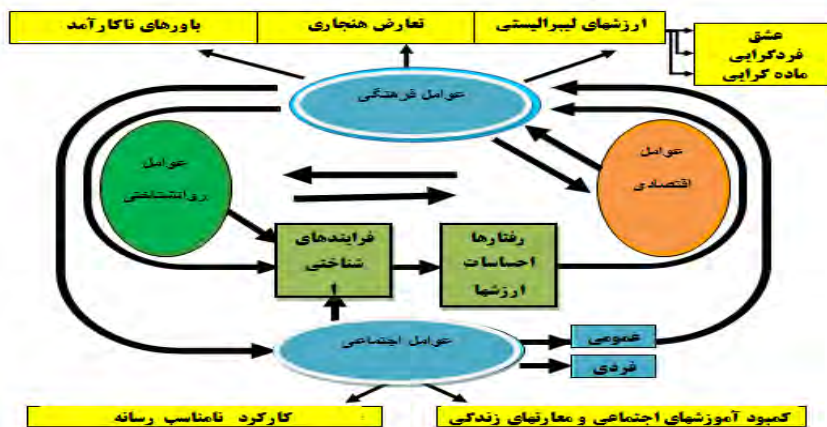 ارزشهای لیبرالیستی
تعارض هنجاری
باورهای ناکارآمد
عشق
فردگرایی
ماده گرایی
عوامل فرهنگی
عوامل
اقتصادی
عوامل
روانشناختی
رفتارها
احساسات
ارزشها
فرایندهای
شناختی
ا
عوامل اجتماعی
عمومی
فردی
کمبود آموزشهای اجتماعی و معارتهای زندگی
کارکرد نامناسب رسانه